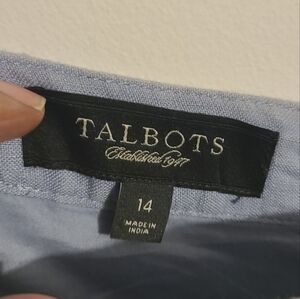 TALBOTS
Established 1947
14
MADE IN
INDIA